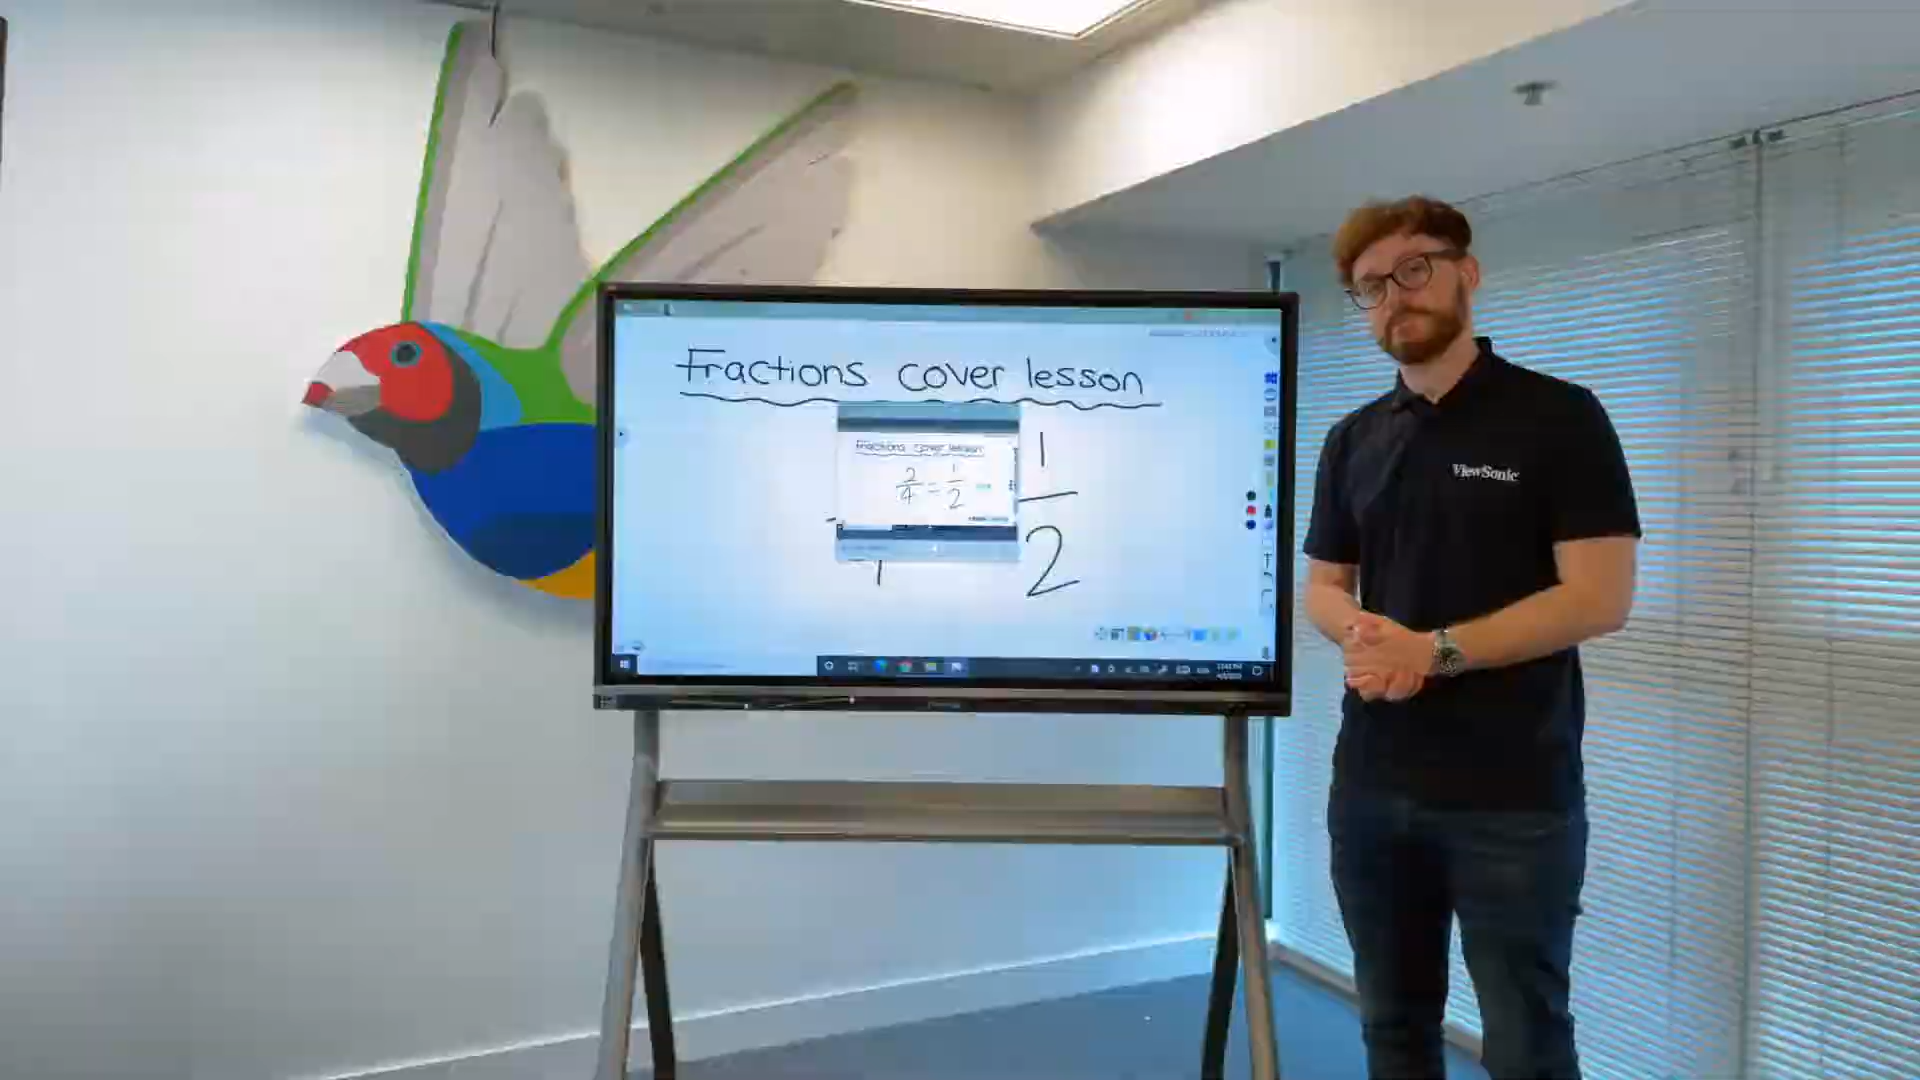 Fractions cover lesson
Fractions cover lesson
2/4 = 1/2
1
2
ViewSonic